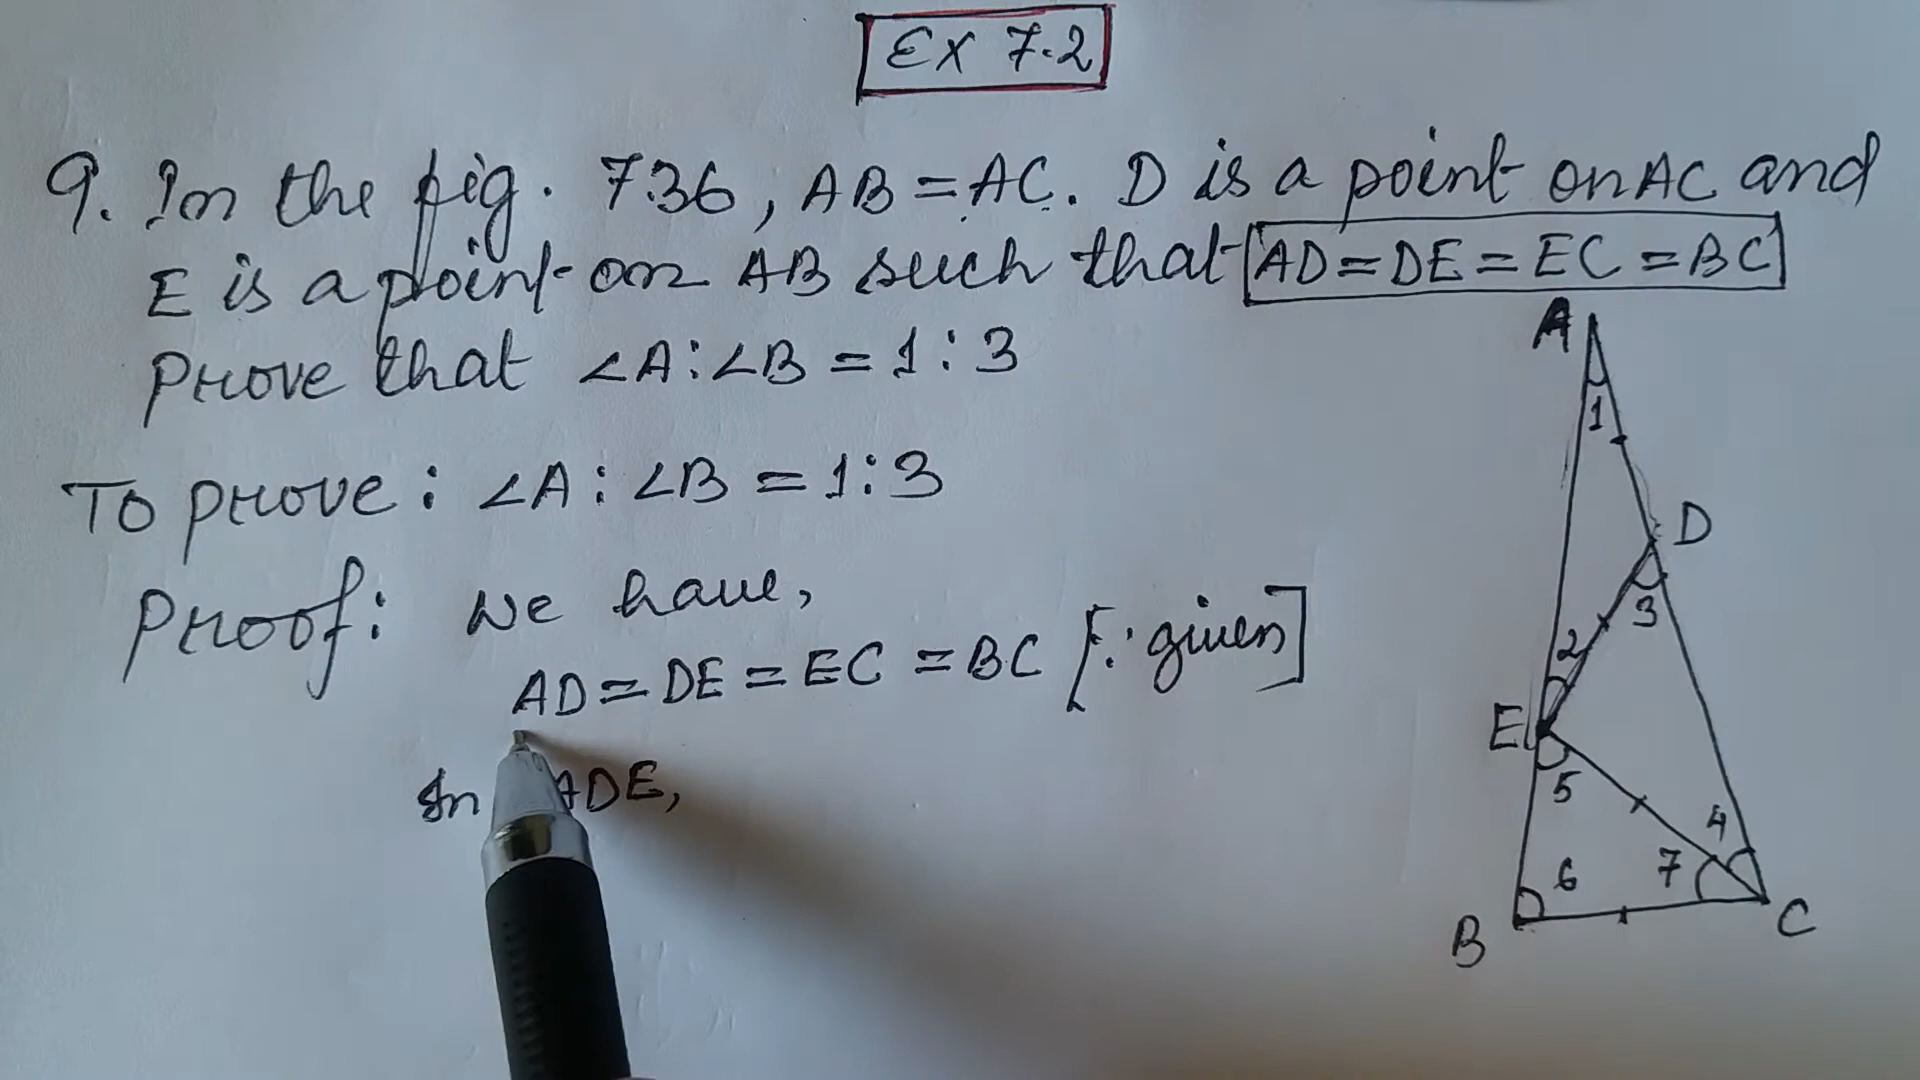 Ex 7.2
9. In the fig. 7.36, AB = AC. D is a point on AC and
E is a point on AB such that AD = DE = EC = BC
Prove that ∠A : ∠B = 1 : 3
To prove : ∠A : ∠B = 1 : 3
Proof : We have,
AD = DE = EC = BC [∵ given]
In ADE,
A
1
D
3
2
E
5
4
7
6
B
C